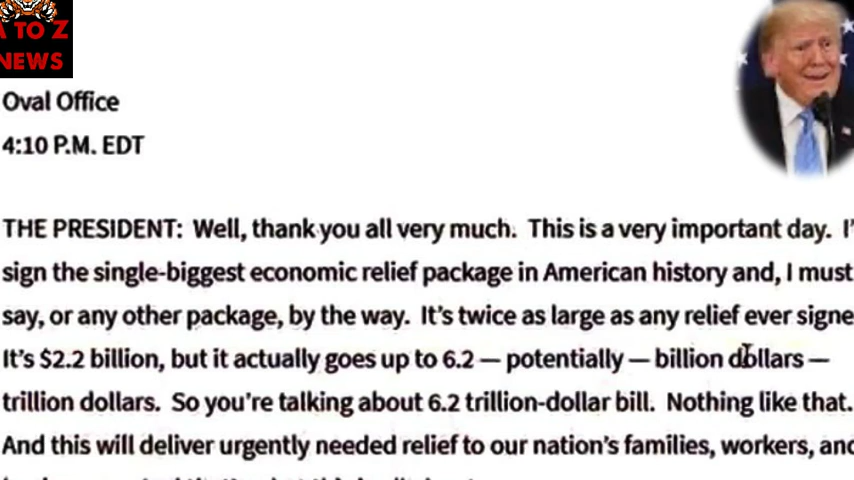 A TO Z
NEWS
Oval Office
4:10 P.M. EDT
THE PRESIDENT:  Well, thank you all very much.  This is a very important day.  I'
sign the single-biggest economic relief package in American history and, I must
say, or any other package, by the way.  It's twice as large as any relief ever signe
It's $2.2 billion, but it actually goes up to 6.2 — potentially — billion dollars —
trillion dollars.  So you're talking about 6.2 trillion-dollar bill.  Nothing like that.
And this will deliver urgently needed relief to our nation's families, workers, and